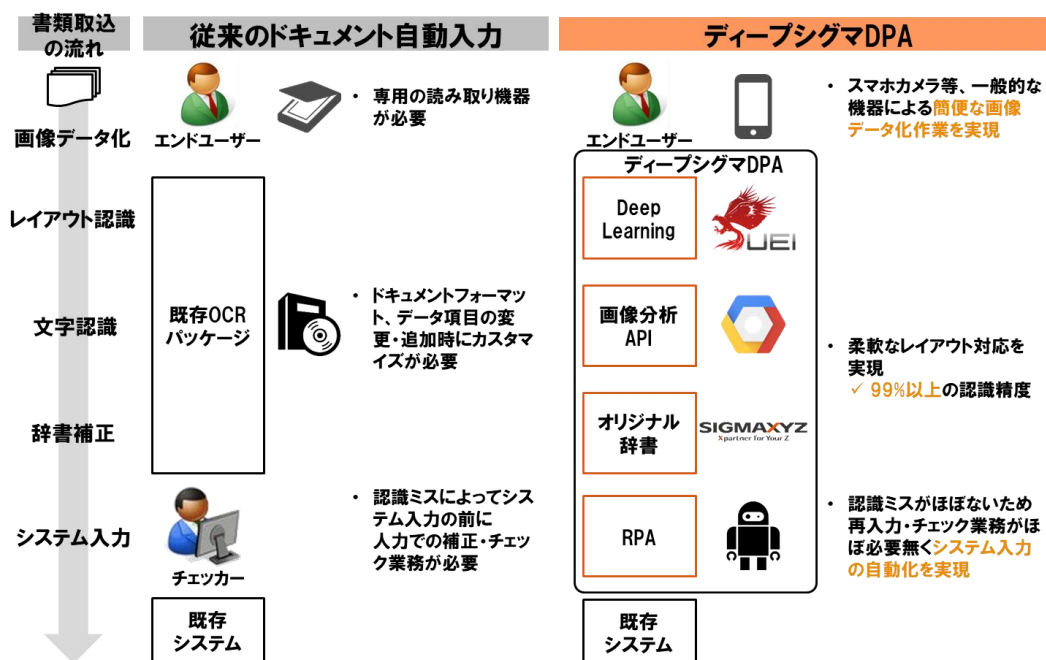 書類取込
の流れ
従来のドキュメント自動入力
ディープシグマDPA
画像データ化
エンドユーザー
・ 専用の読み取り機器
が必要
エンドユーザー
・ スマホカメラ等、一般的な
機器による簡便な画像
データ化作業を実現
ディープシグマDPA
レイアウト認識
文字認識
辞書補正
既存OCR
パッケージ
・ ドキュメントフォーマッ
ト、データ項目の変
更・追加時にカスタマ
イズが必要
Deep
Learning
UEI
画像分析
API
オリジナル
辞書
SIGMAXYZ
Xpartner for Your Z
・ 柔軟なレイアウト対応を
実現
✓ 99%以上の認識精度
システム入力
チェッカー
・ 認識ミスによってシス
テム入力の前に
人力での補正・チェッ
ク業務が必要
RPA
・ 認識ミスがほぼないため
再入力・チェック業務がほ
ぼ必要無くシステム入力
の自動化を実現
既存
システム
既存
システム